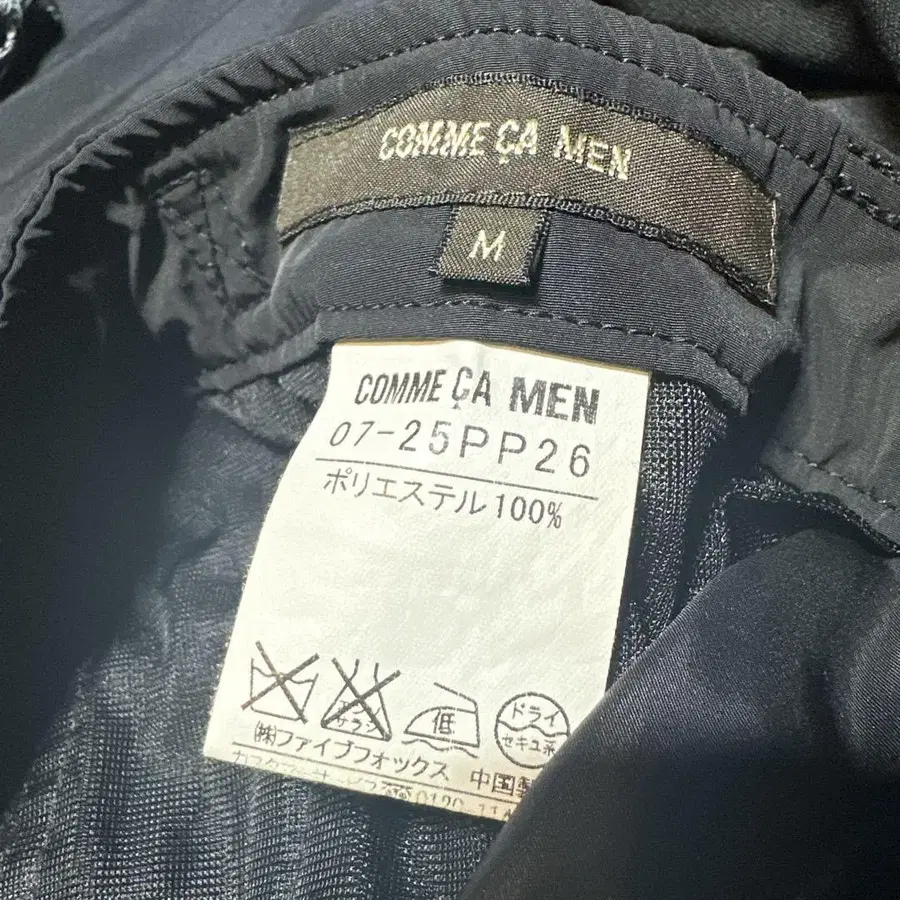 COMME ÇA MEN
M
COMME ÇA MEN
07-25PP26
ポリエステル100%
低
ドライ
セキユ系
㈱ファイブフォックス 中国製
0120-11